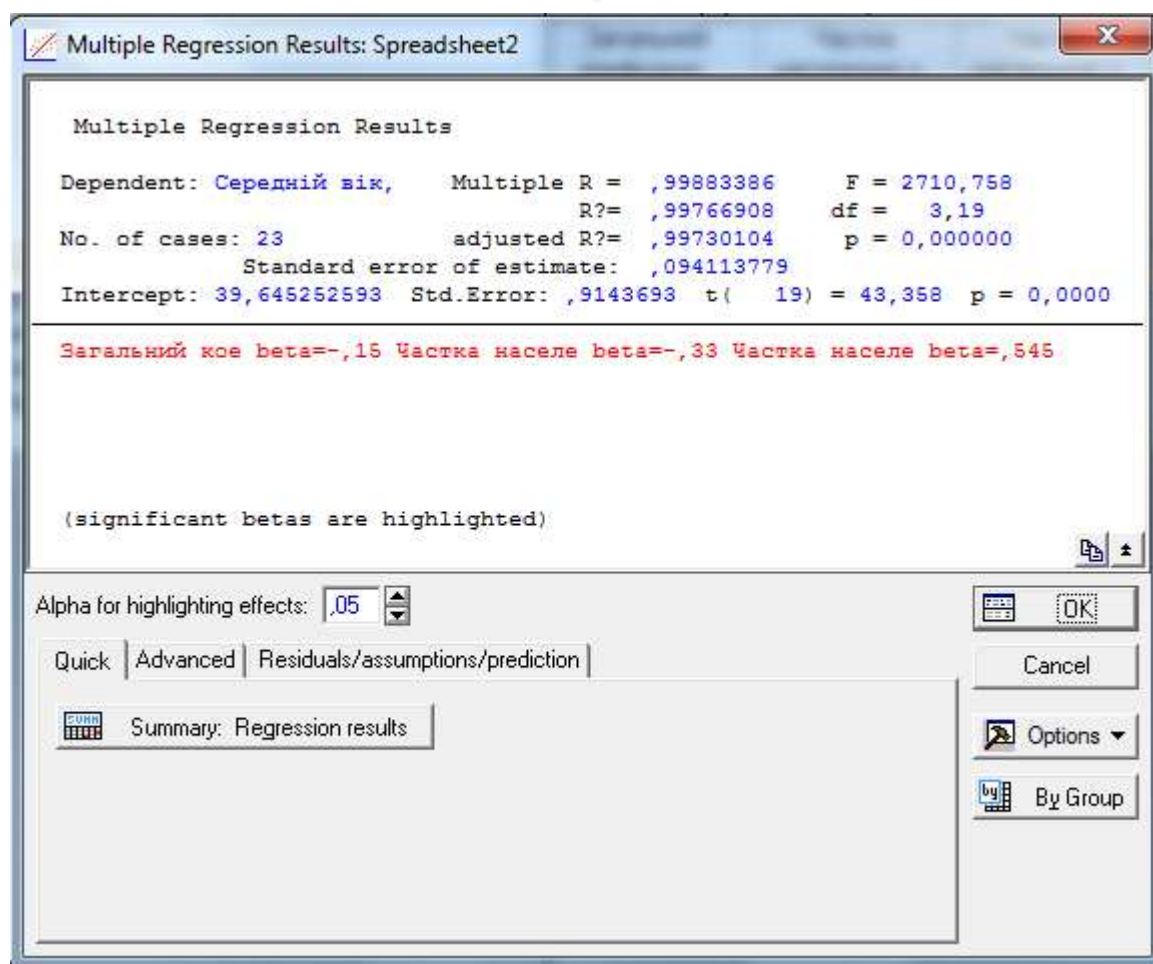 Multiple Regression Results: Spreadsheet2
Multiple Regression Results
Dependent: Середній вік, Multiple R = ,99883386 F = 2710,758
R?= ,99766908 df = 3,19
No. of cases: 23 adjusted R?= ,99730104 p = 0,000000
Standard error of estimate: ,094113779
Intercept: 39,645252593 Std.Error: ,9143693 t( 19) = 43,358 p = 0,0000
Загальний кое beta=-,15 Частка населе beta=-,33 Частка населе beta=,545
(significant betas are highlighted)
Alpha for highlighting effects: ,05
OK
Quick Advanced Residuals/assumptions/prediction
Cancel
Summary: Regression results
Options
By Group